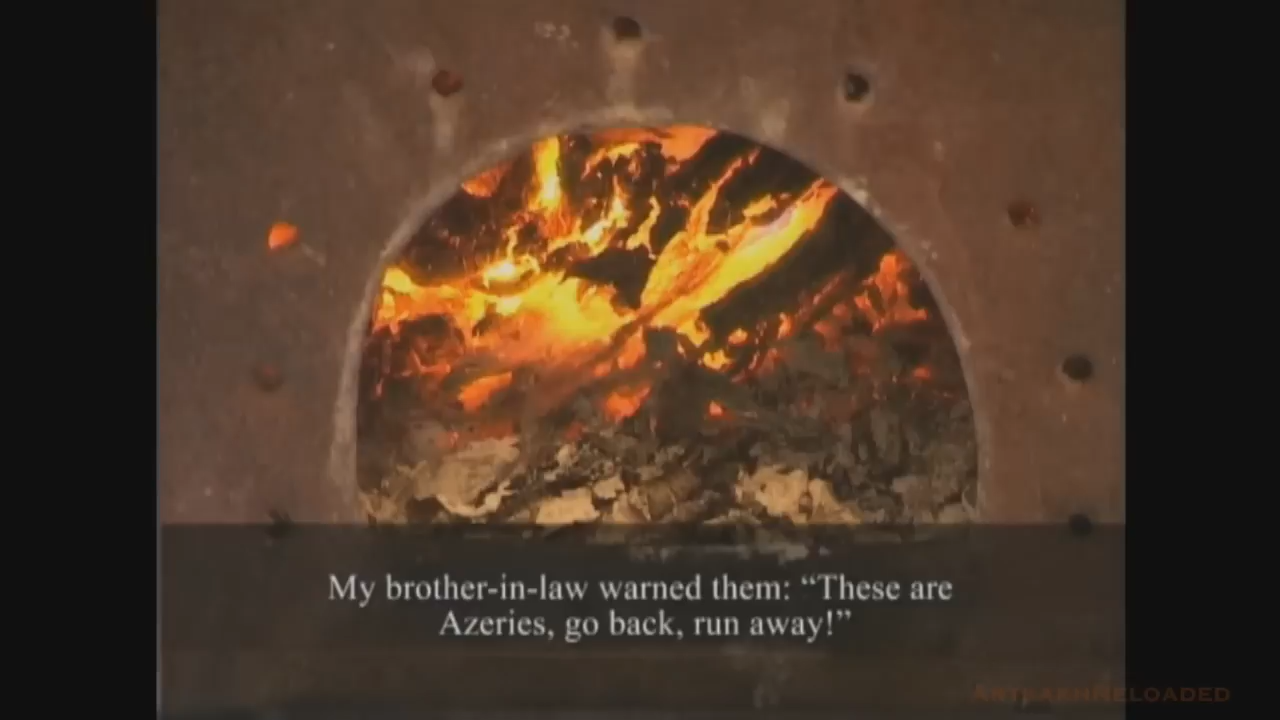 My brother-in-law warned them: “These are
Azeries, go back, run away!”